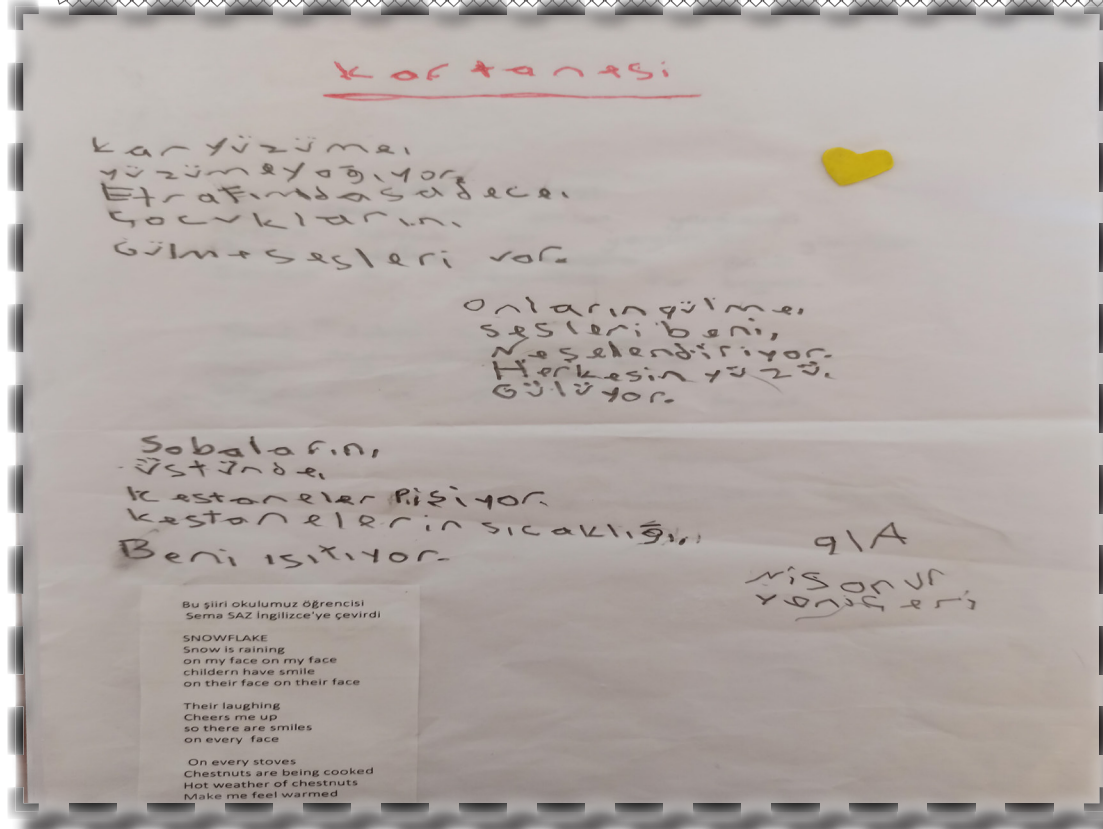 kartanesi
Kar yüzüme,
yüzüme yağıyor.
Etrafımda sadece,
Çocukların,
Gülme sesleri var.
Onların gülme,
sesleri beni,
Neşelendiriyor.
Herkesin yüzü,
Gülüyor.
Sobaların,
üstünde,
kestaneler Pişiyor.
kestanelerin sıcaklığı,
Beni ısıtıyor.
9/A
Nisanur
yeniçeri
Bu şiiri okulumuz öğrencisi
Sema SAZ İngilizce'ye çevirdi
SNOWFLAKE
Snow is raining
on my face on my face
childern have smile
on their face on their face
Their laughing
Cheers me up
so there are smiles
on every face
On every stoves
Chestnuts are being cooked
Hot weather of chestnuts
Make me feel warmed